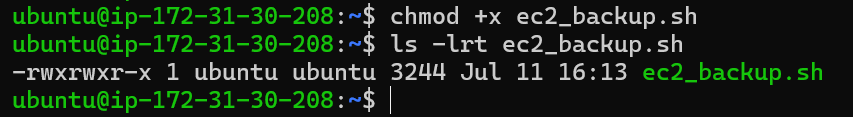 ubuntu@ip-172-31-30-208:~$ chmod +x ec2_backup.sh
ubuntu@ip-172-31-30-208:~$ ls -lrt ec2_backup.sh
-rwxrwxr-x 1 ubuntu ubuntu 3244 Jul 11 16:13 ec2_backup.sh
ubuntu@ip-172-31-30-208:~$